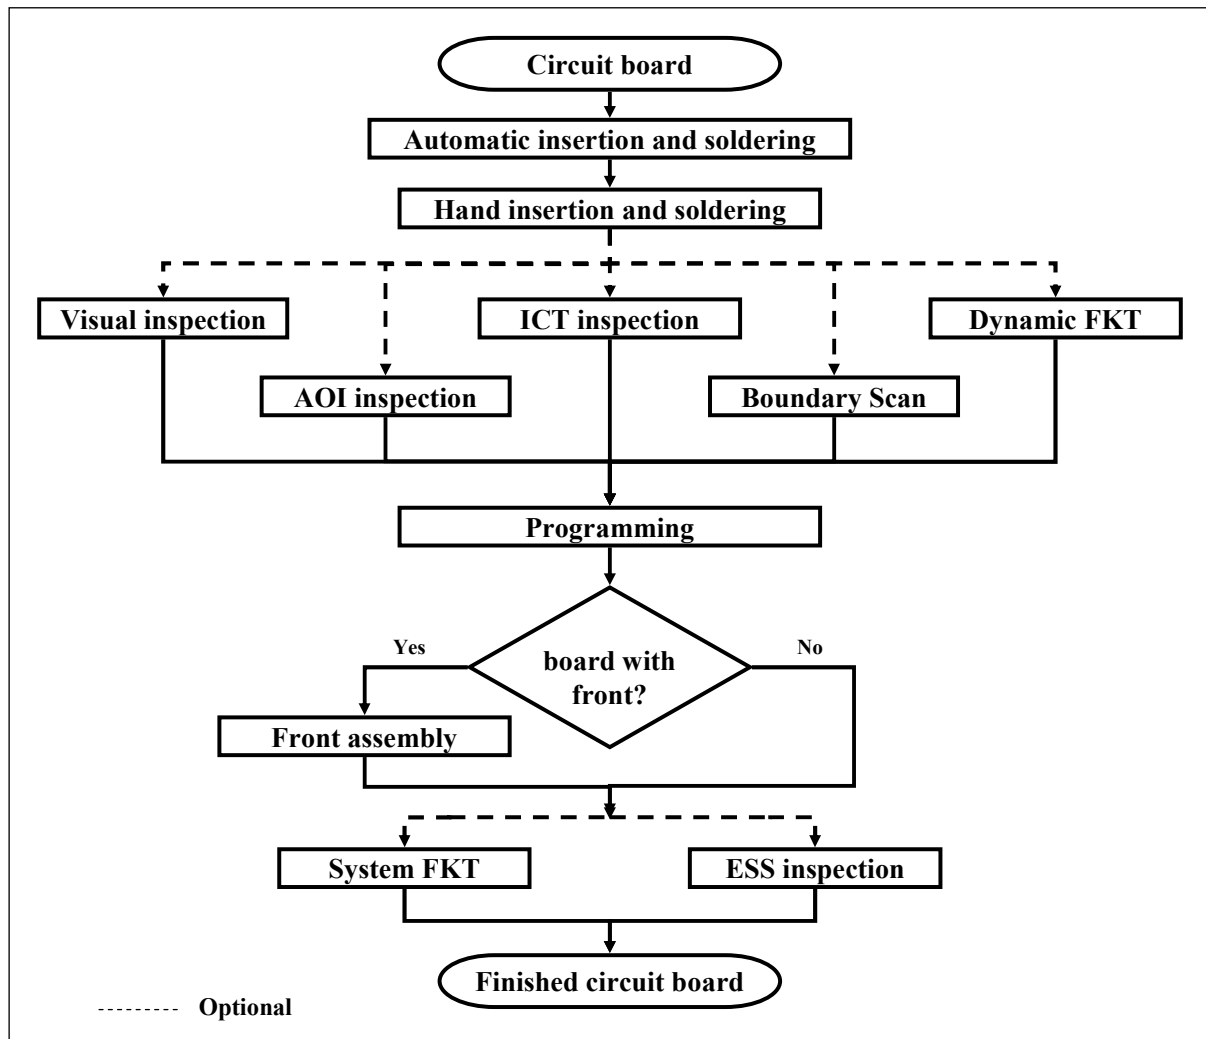 Circuit board
Automatic insertion and soldering
Hand insertion and soldering
Visual inspection
ICT inspection
Dynamic FKT
AOI inspection
Boundary Scan
Programming
Yes
No
board with
front?
Front assembly
System FKT
ESS inspection
Finished circuit board
Optional